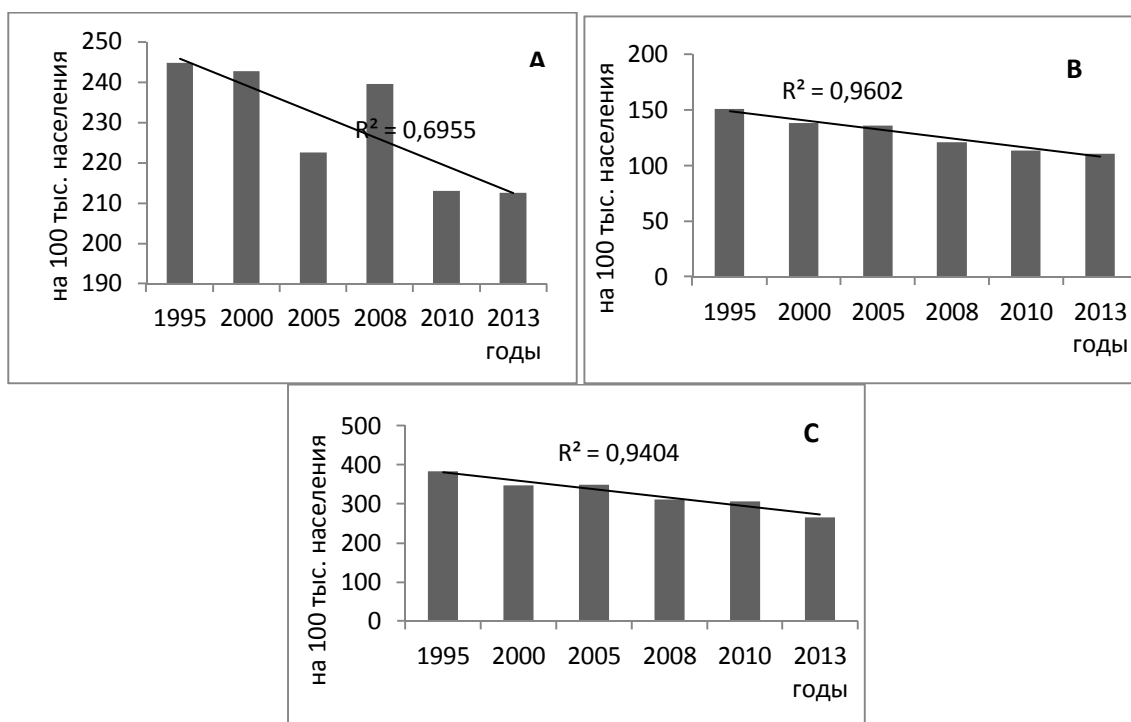 A
на 100 тыс. населения
250
240
230
220
210
200
190
R² = 0,6955
1995 2000 2005 2008 2010 2013
годы
B
на 100 тыс. населения
200
150
100
50
0
R² = 0,9602
1995 2000 2005 2008 2010 2013
годы
C
на 100 тыс. населения
500
400
300
200
100
0
R² = 0,9404
1995 2000 2005 2008 2010 2013
годы